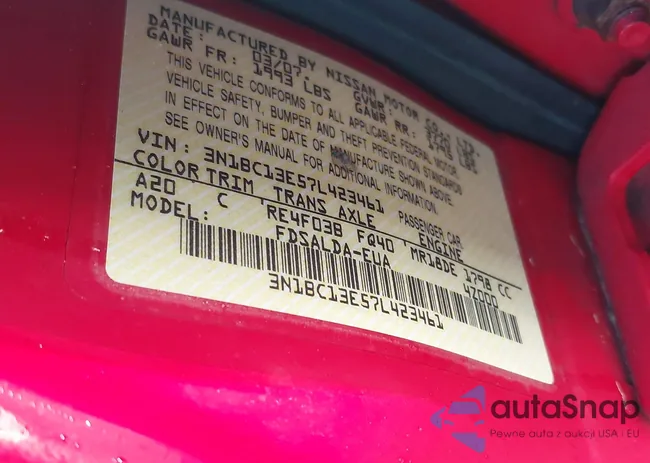 MANUFACTURED BY NISSAN MOTOR CO., LTD.
DATE: 03/07 GVWR
GAWR FR: 1993 LBS GAWR RR: LBS
THIS VEHICLE CONFORMS TO ALL APPLICABLE FEDERAL MOTOR
VEHICLE SAFETY, BUMPER AND THEFT PREVENTION STANDARDS
IN EFFECT ON THE DATE OF MANUFACTURE SHOWN ABOVE.
SEE OWNER'S MANUAL FOR ADDITIONAL INFORMATION.
VIN: 3N1BC13E57L423461 PASSENGER CAR
COLOR TRIM TRANS AXLE ENGINE
A20 C RE4F03B FQ40 MR18DE 1798 CC
MODEL: FDSALDA-EUA 47000
3N1BC13E57L423461
autaSnap
Pewne auta z aukcji USA i EU